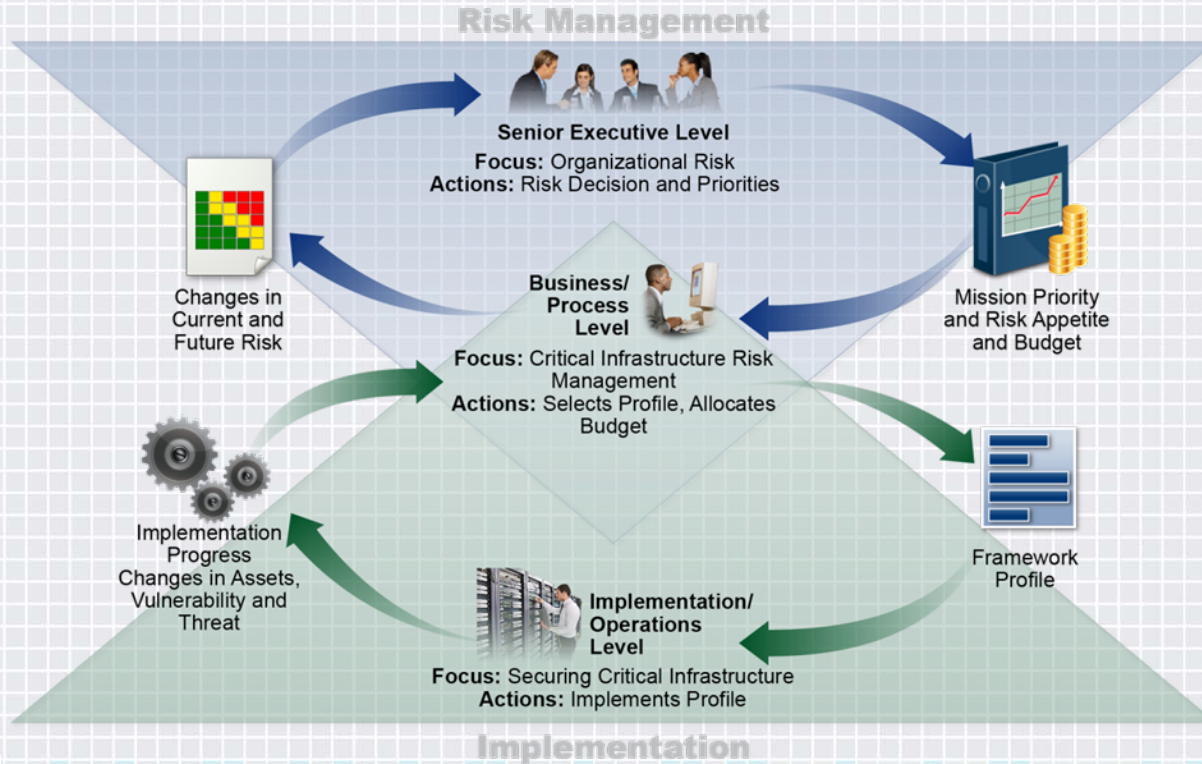 Risk Management
Senior Executive Level
Focus: Organizational Risk
Actions: Risk Decision and Priorities
Changes in
Current and
Future Risk
Mission Priority
and Risk Appetite
and Budget
Business/
Process
Level
Focus: Critical Infrastructure Risk
Management
Actions: Selects Profile, Allocates
Budget
Implementation
Progress
Changes in Assets,
Vulnerability and
Threat
Framework
Profile
Implementation/
Operations
Level
Focus: Securing Critical Infrastructure
Actions: Implements Profile
Implementation